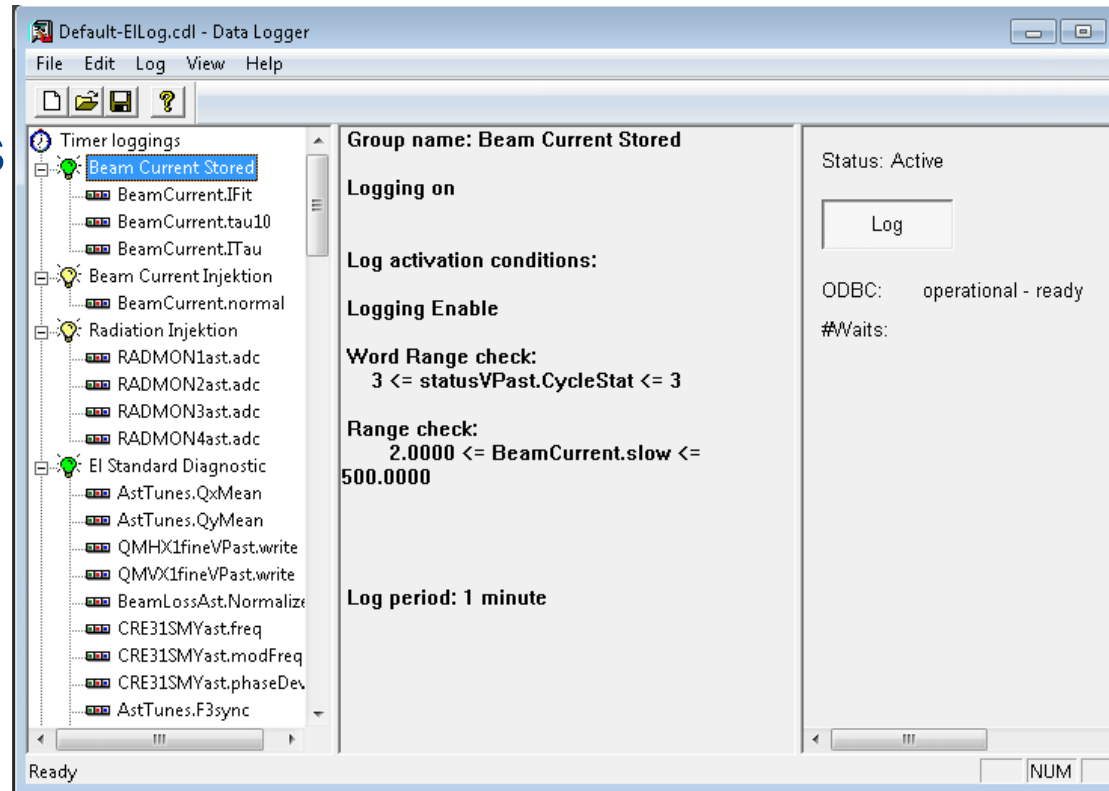 Default-ElLog.cdl - Data Logger
File Edit Log View Help
s
Timer loggings
Beam Current Stored
BeamCurrent.IFit
BeamCurrent.tau10
BeamCurrent.ITau
Beam Current Injektion
BeamCurrent.normal
Radiation Injektion
RADMON1ast.adc
RADMON2ast.adc
RADMON3ast.adc
RADMON4ast.adc
El Standard Diagnostic
AstTunes.QxMean
AstTunes.QyMean
QMHX1fineVPast.write
QMVX1fineVPast.write
BeamLossAst.Normalize
CRE31SMYast.freq
CRE31SMYast.modFreq
CRE31SMYast.phaseDev
AstTunes.F3sync
Group name: Beam Current Stored
Logging on
Log activation conditions:
Logging Enable
Word Range check:
3 <= statusVPast.CycleStat <= 3
Range check:
2.0000 <= BeamCurrent.slow <=
500.0000
Log period: 1 minute
Status: Active
Log
ODBC: operational - ready
#Waits:
Ready
NUM